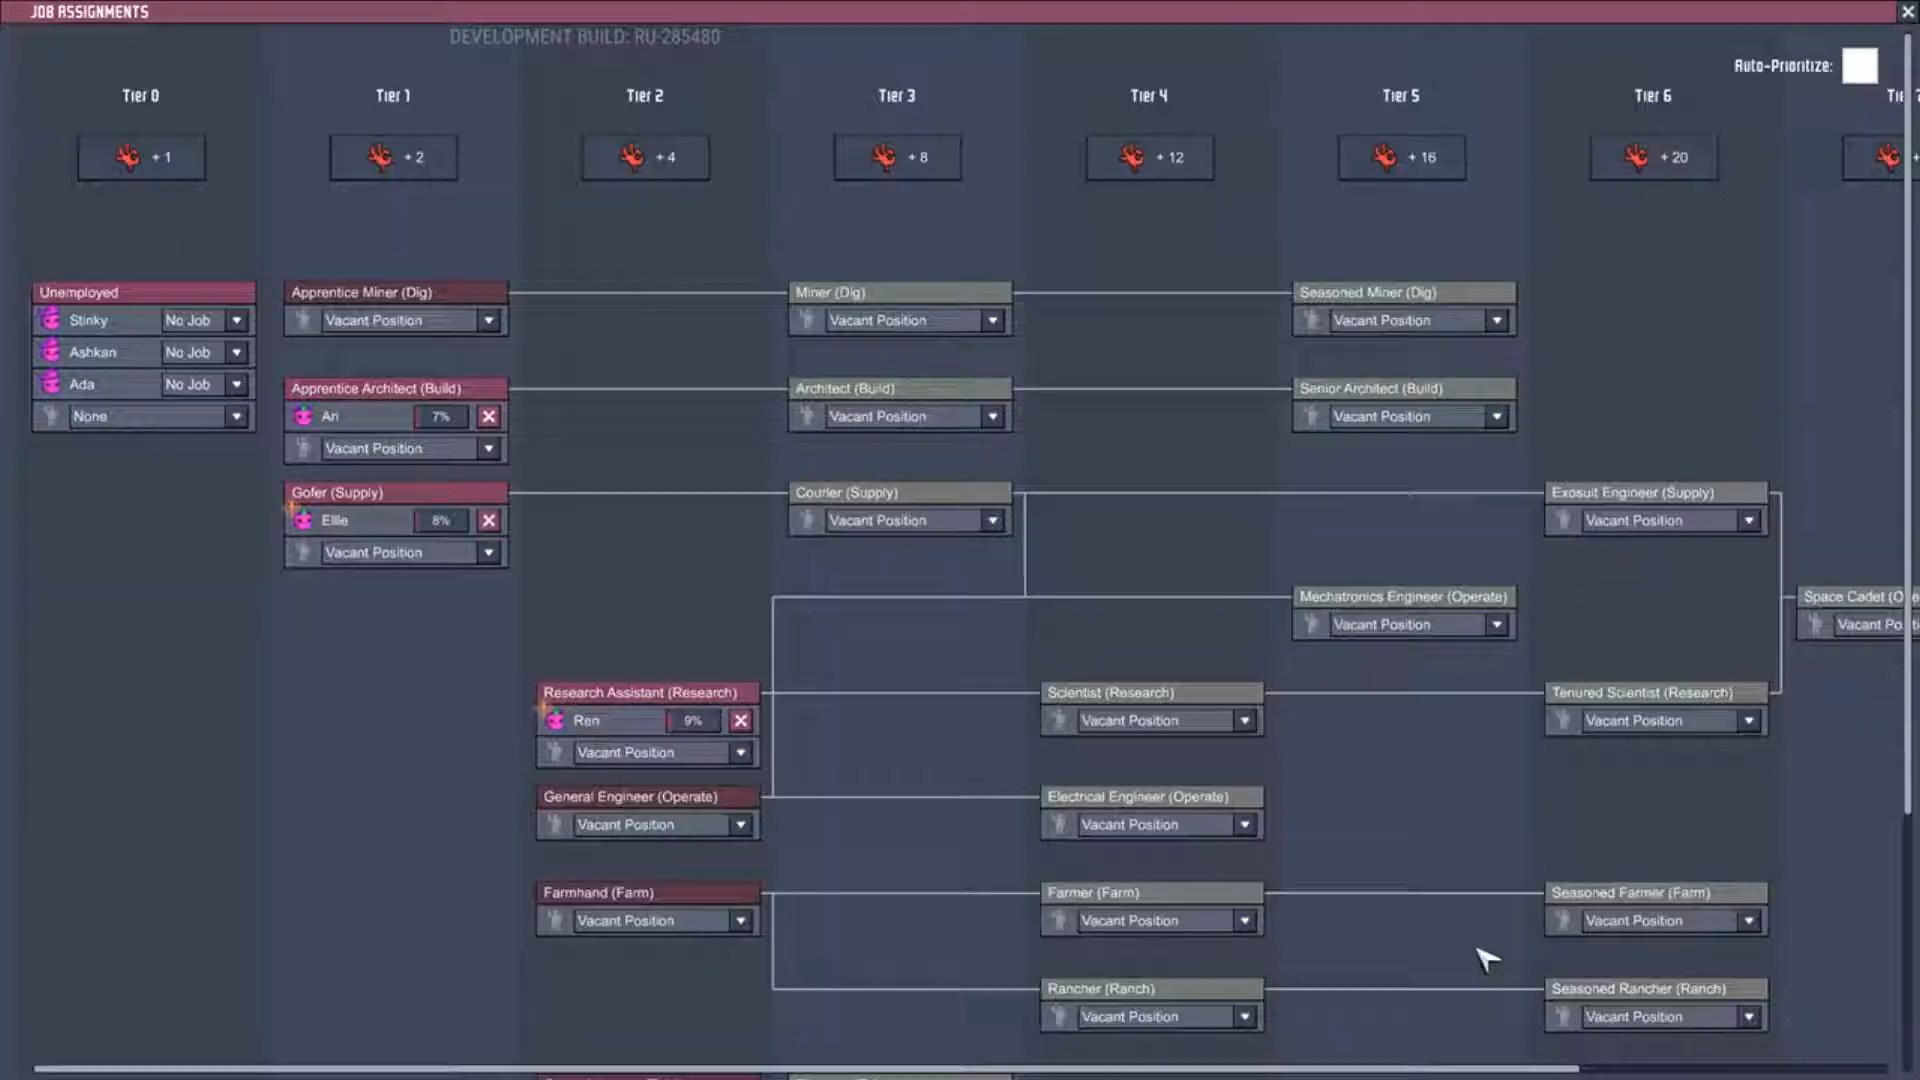 JOB ASSIGNMENTS
DEVELOPMENT BUILD: RU-285480
Auto-Prioritize:
Tier 0 Tier 1 Tier 2 Tier 3 Tier 4 Tier 5 Tier 6
+ 1 + 2 + 4 + 8 + 12 + 16 + 20
Unemployed Apprentice Miner (Dig) Miner (Dig) Seasoned Miner (Dig)
Stinky No Job Vacant Position Vacant Position Vacant Position
Ashkan No Job
Ada No Job Apprentice Architect (Build) Architect (Build) Senior Architect (Build)
None Ari 7% Vacant Position Vacant Position
Vacant Position
Gofer (Supply) Courier (Supply) Exosuit Engineer (Supply)
Ellie 8% Vacant Position Vacant Position
Vacant Position
Mechatronics Engineer (Operate) Space Cadet
Vacant Position Vacant
Research Assistant (Research) Scientist (Research) Tenured Scientist (Research)
Ren 9% Vacant Position Vacant Position
Vacant Position
General Engineer (Operate) Electrical Engineer (Operate)
Vacant Position Vacant Position
Farmhand (Farm) Farmer (Farm) Seasoned Farmer (Farm)
Vacant Position Vacant Position Vacant Position
Rancher (Ranch) Seasoned Rancher (Ranch)
Vacant Position Vacant Position